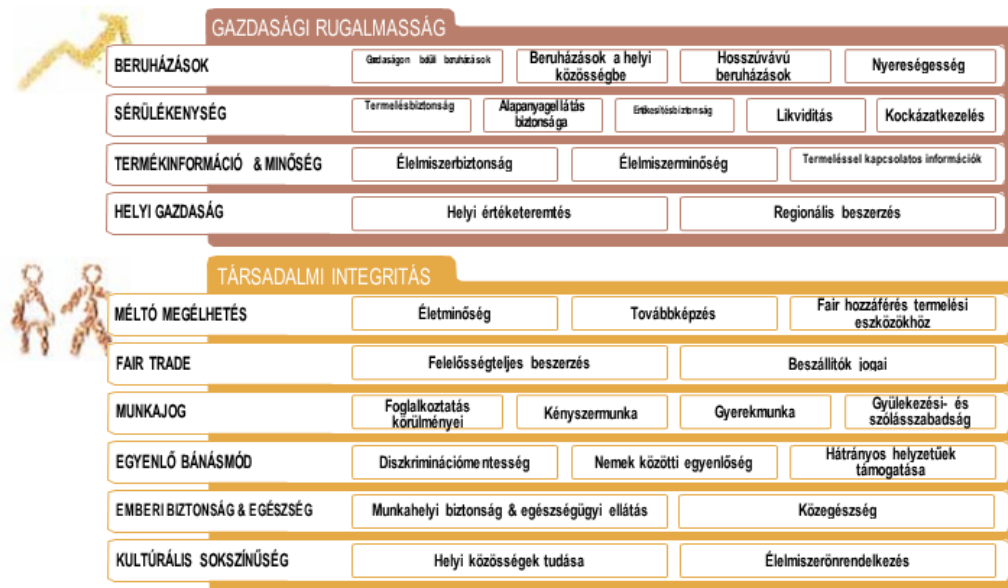 GAZDASÁGI RUGALMASSÁG
BERUHÁZÁSOK
Gazdaságon belüli beruházások
Beruházások a helyi
közösségbe
Hosszúvávú
beruházások
Nyereségesség
SÉRÜLÉKENYSÉG
Termelésbiztonság
Alapanyagellátás
biztonsága
Értékesítésbiztonság
Likviditás
Kockázatkezelés
TERMÉKINFORMÁCIÓ & MINŐSÉG
Élelmiszerbiztonság
Élelmiszerminőség
Termeléssel kapcsolatos információk
HELYI GAZDASÁG
Helyi értéketeremtés
Regionális beszerzés
TÁRSADALMI INTEGRITÁS
MÉLTÓ MEGÉLHETÉS
Életminőség
Továbbképzés
Fair hozzáférés termelési
eszközökhöz
FAIR TRADE
Felelősségteljes beszerzés
Beszállítók jogai
MUNKAJOG
Foglalkoztatás
körülményei
Kényszermunka
Gyerekmunka
Gyülekezési- és
szólásszabadság
EGYENLŐ BÁNÁSMÓD
Diszkriminációmentesség
Nemek közötti egyenlőség
Hátrányos helyzetűek
támogatása
EMBERI BIZTONSÁG & EGÉSZSÉG
Munkahelyi biztonság & egészségügyi ellátás
Közegészség
KULTÚRÁLIS SOKSZÍNŰSÉG
Helyi közösségek tudása
Élelmiszerönrendelkezés